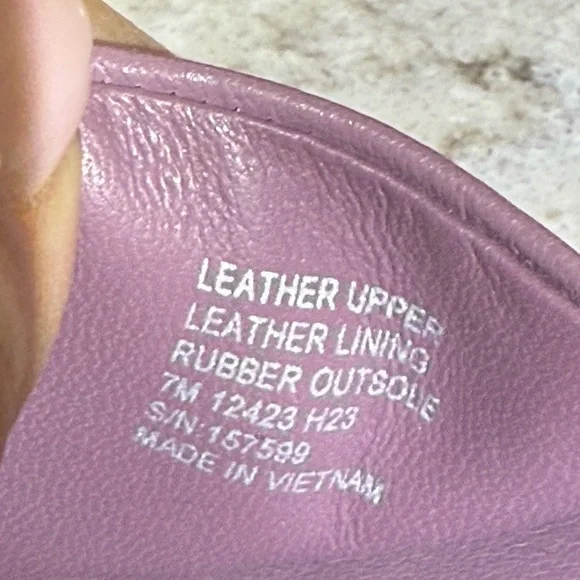 LEATHER UPPER
LEATHER LINING
RUBBER OUTSOLE
7M 12423 H23
S/N:157599
MADE IN VIETNAM